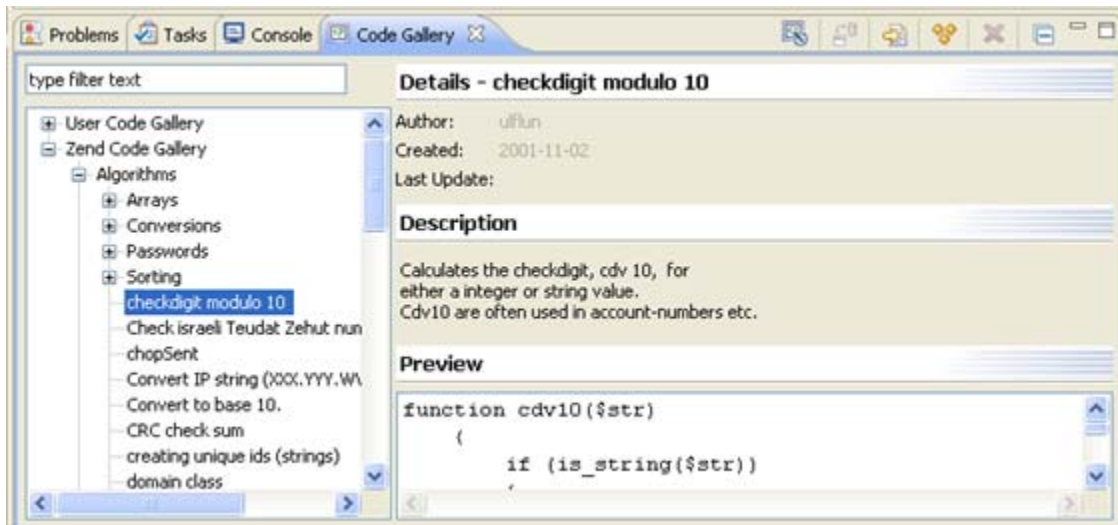 Problems Tasks Console Code Gallery
type filter text
User Code Gallery
Zend Code Gallery
Algorithms
Arrays
Conversions
Passwords
Sorting
checkdigit modulo 10
Check israeli Teudat Zehut nun
chopSent
Convert IP string (XXX.YYY.W
Convert to base 10.
CRC check sum
creating unique ids (strings)
domain class
Details - checkdigit modulo 10
Author: ulflun
Created: 2001-11-02
Last Update:
Description
Calculates the checkdigit, cdv 10, for
either a integer or string value.
Cdv10 are often used in account-numbers etc.
Preview
function cdv10($str)
{
if (is_string($str))